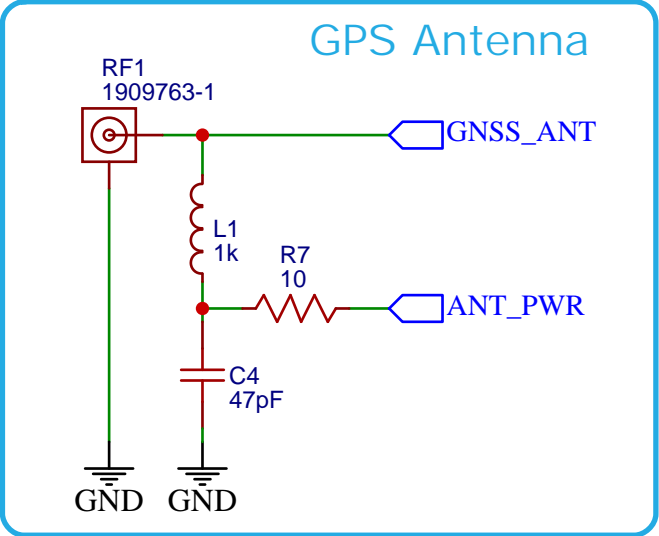 GPS Antenna
RF1
1909763-1
GNSS_ANT
L1
1k
R7
10
ANT_PWR
C4
47pF
GND
GND